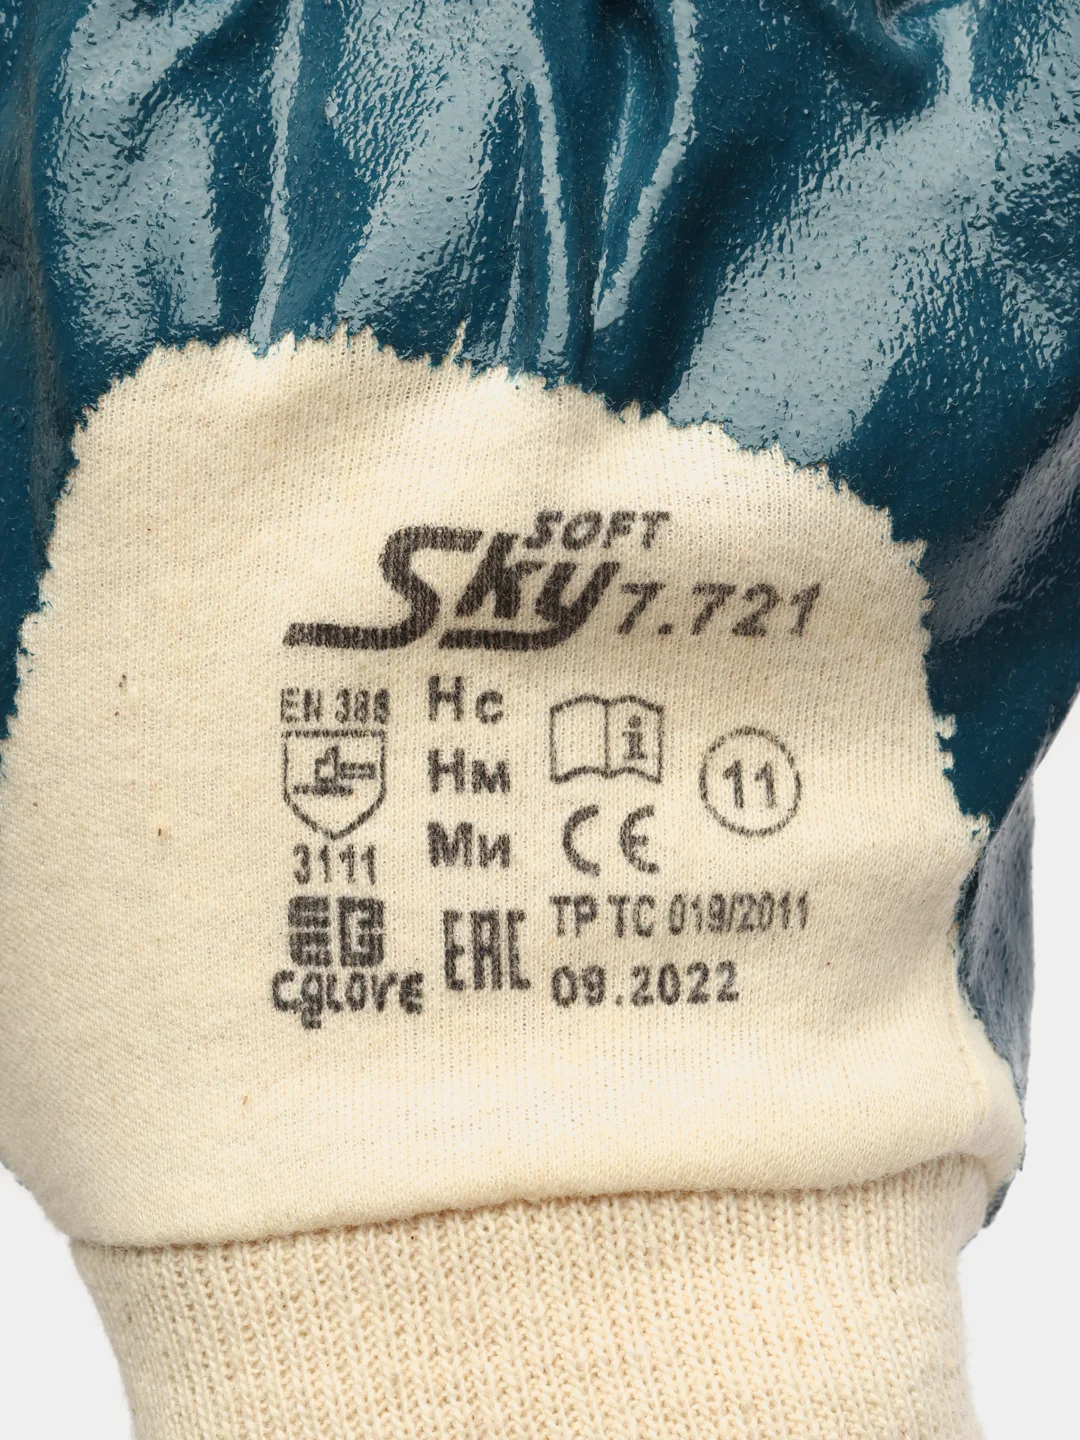 SOFT
Sky 7.721
EN 388
3111
Нс
Нм
Ми
i
11
CE
EAC
ТР ТС 019/2011
09.2022
CGLOVE